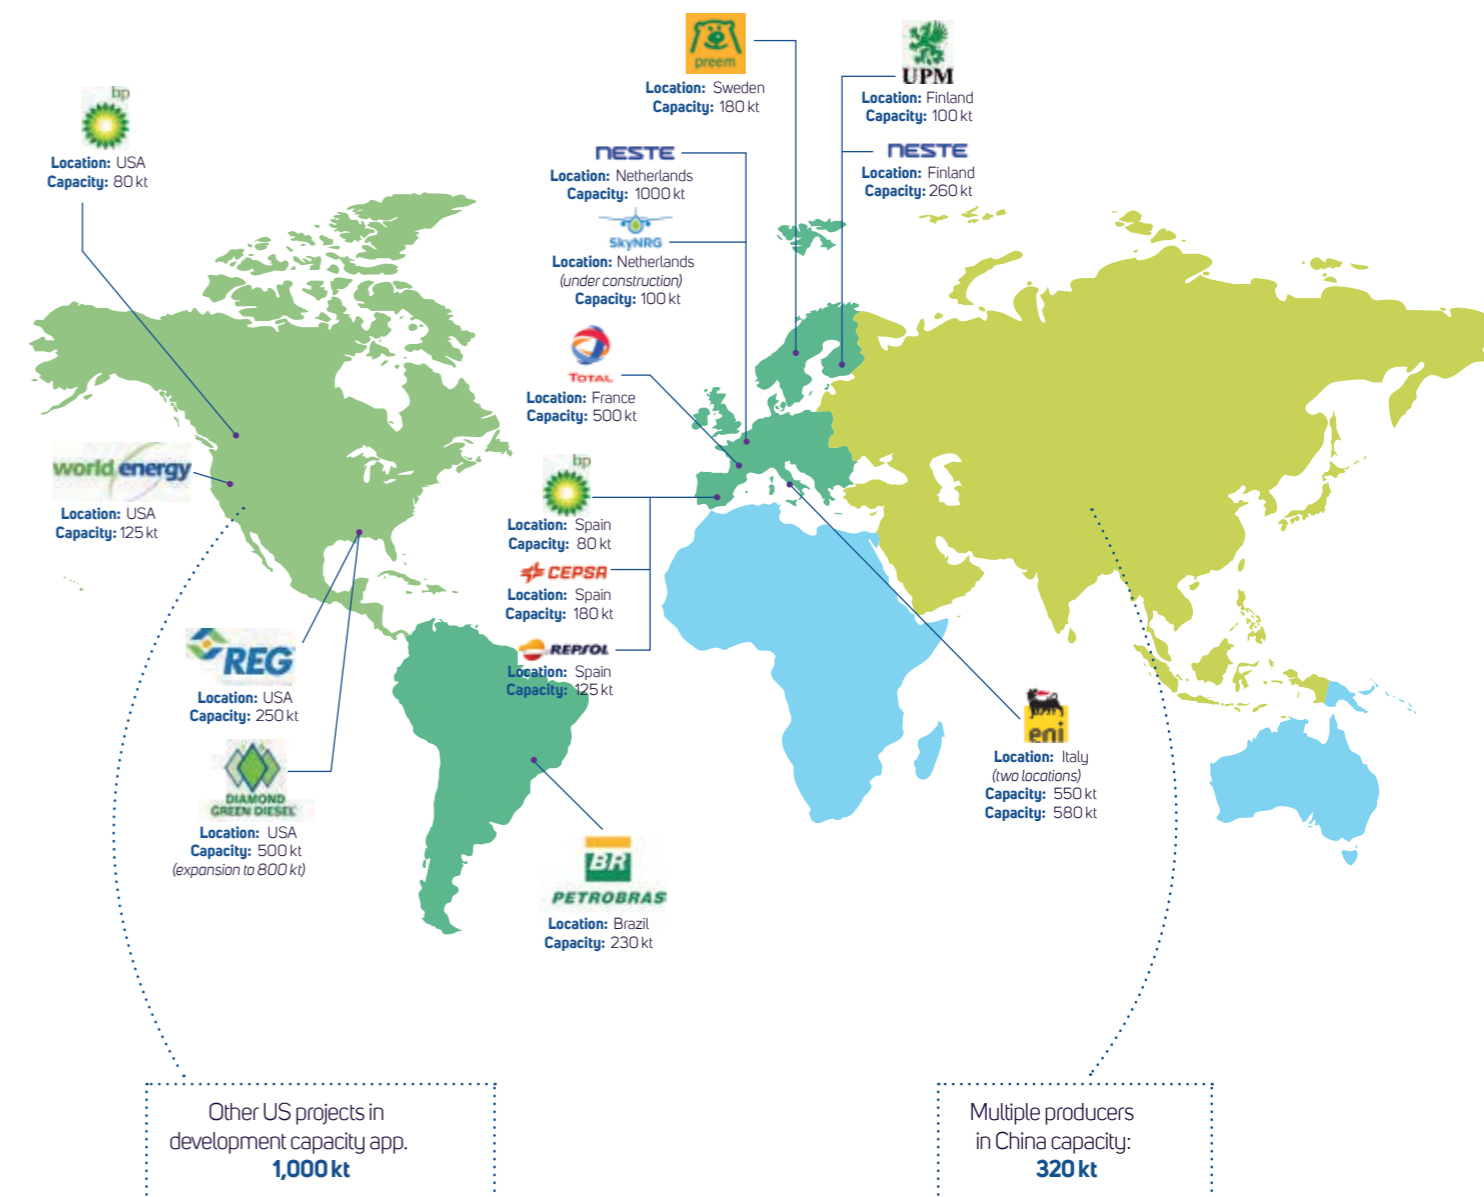 preem
Location: Sweden
Capacity: 180 kt
UPM
Location: Finland
Capacity: 100 kt
NESTE
Location: Finland
Capacity: 260 kt
bp
Location: USA
Capacity: 80 kt
NESTE
Location: Netherlands
Capacity: 1000 kt
SkyNRG
Location: Netherlands
(under construction)
Capacity: 100 kt
TOTAL
Location: France
Capacity: 500 kt
world energy
Location: USA
Capacity: 125 kt
bp
Location: Spain
Capacity: 80 kt
CEPSA
Location: Spain
Capacity: 180 kt
REPSOL
Location: Spain
Capacity: 125 kt
REG
Location: USA
Capacity: 250 kt
DIAMOND
GREEN DIESEL
Location: USA
Capacity: 500 kt
(expansion to 800 kt)
BR
PETROBRAS
Location: Brazil
Capacity: 230 kt
eni
Location: Italy
(two locations)
Capacity: 550 kt
Capacity: 580 kt
Other US projects in
development capacity app.
1,000 kt
Multiple producers
in China capacity:
320 kt